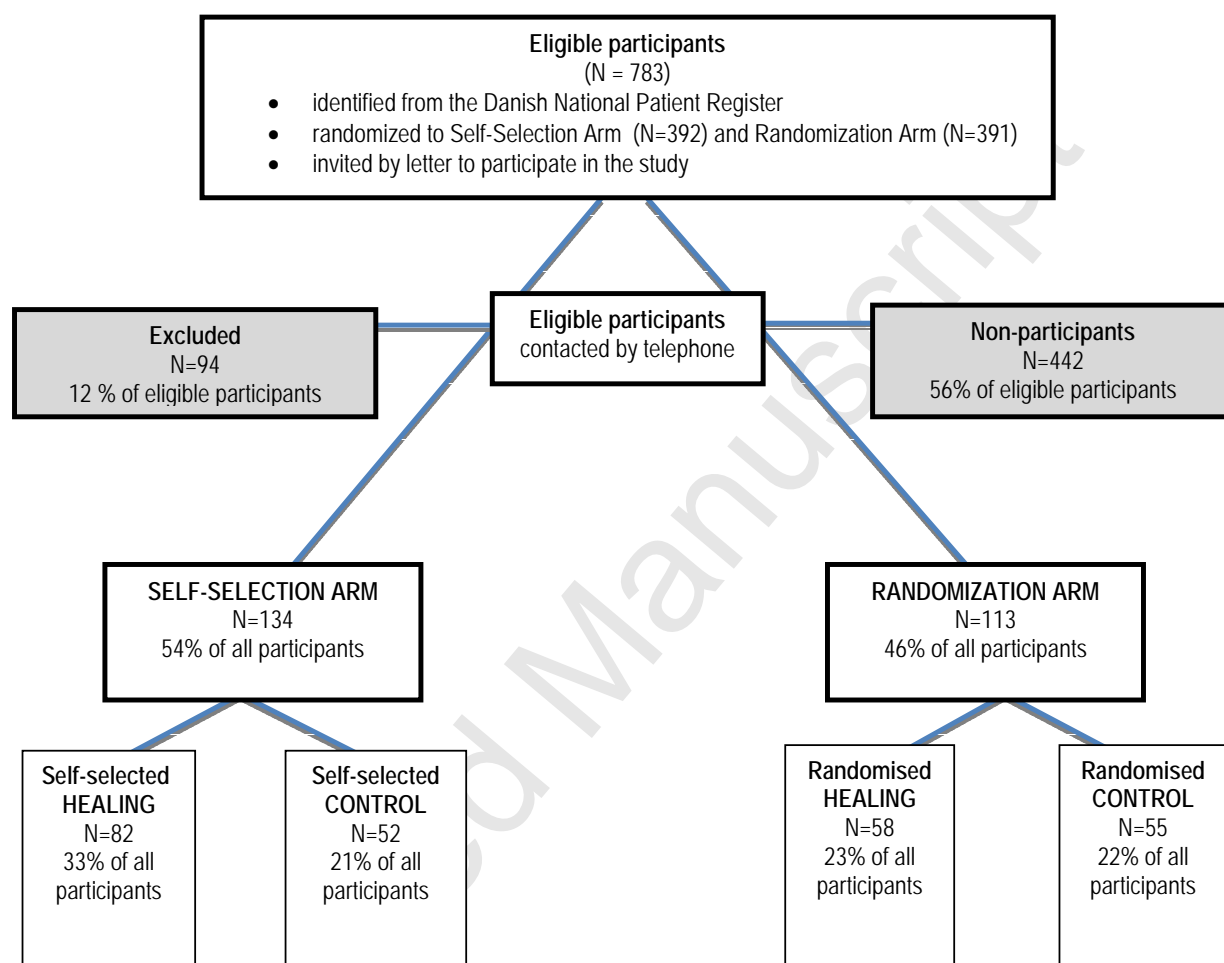 Eligible participants
(N = 783)
• identified from the Danish National Patient Register
• randomized to Self-Selection Arm (N=392) and Randomization Arm (N=391)
• invited by letter to participate in the study
Eligible participants
contacted by telephone
Excluded
N=94
12 % of eligible participants
Non-participants
N=442
56% of eligible participants
SELF-SELECTION ARM
N=134
54% of all participants
RANDOMIZATION ARM
N=113
46% of all participants
Self-selected
HEALING
N=82
33% of all
participants
Self-selected
CONTROL
N=52
21% of all
participants
Randomised
HEALING
N=58
23% of all
participants
Randomised
CONTROL
N=55
22% of all
participants
ed Manuscript